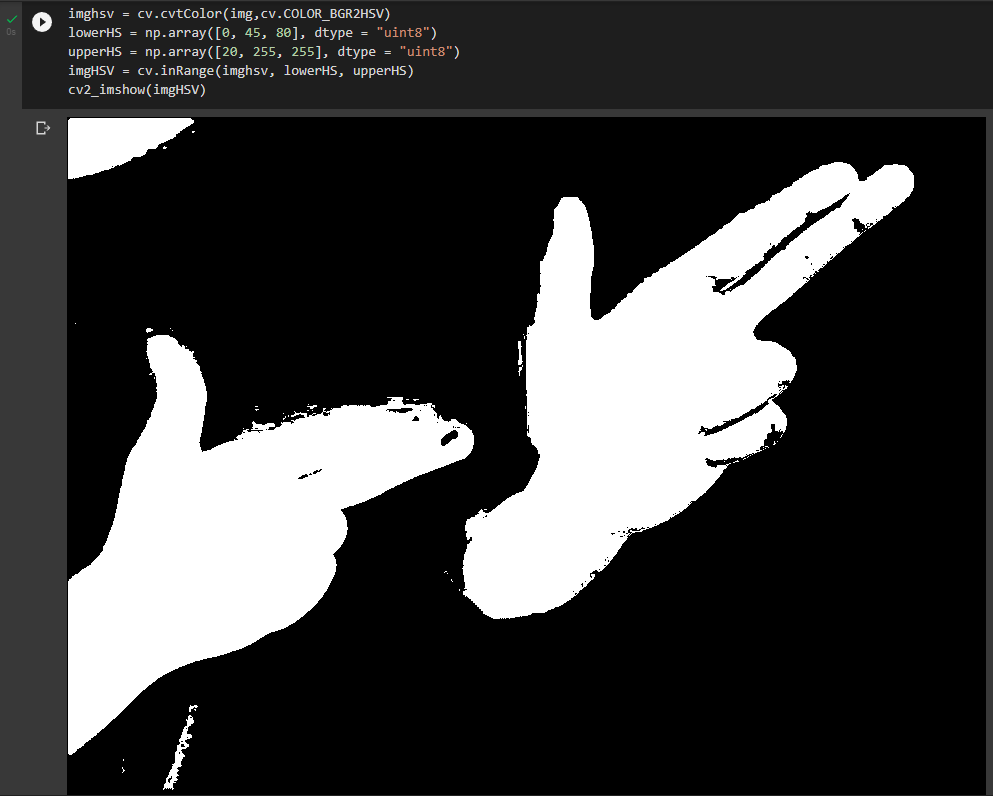 imghsv = cv.cvtColor(img,cv.COLOR_BGR2HSV)
0s
lowerHS = np.array([0, 45, 80], dtype = "uint8")
upperHS = np.array([20, 255, 255], dtype = "uint8")
imgHSV = cv.inRange(imghsv, lowerHS, upperHS)
cv2_imshow(imgHSV)